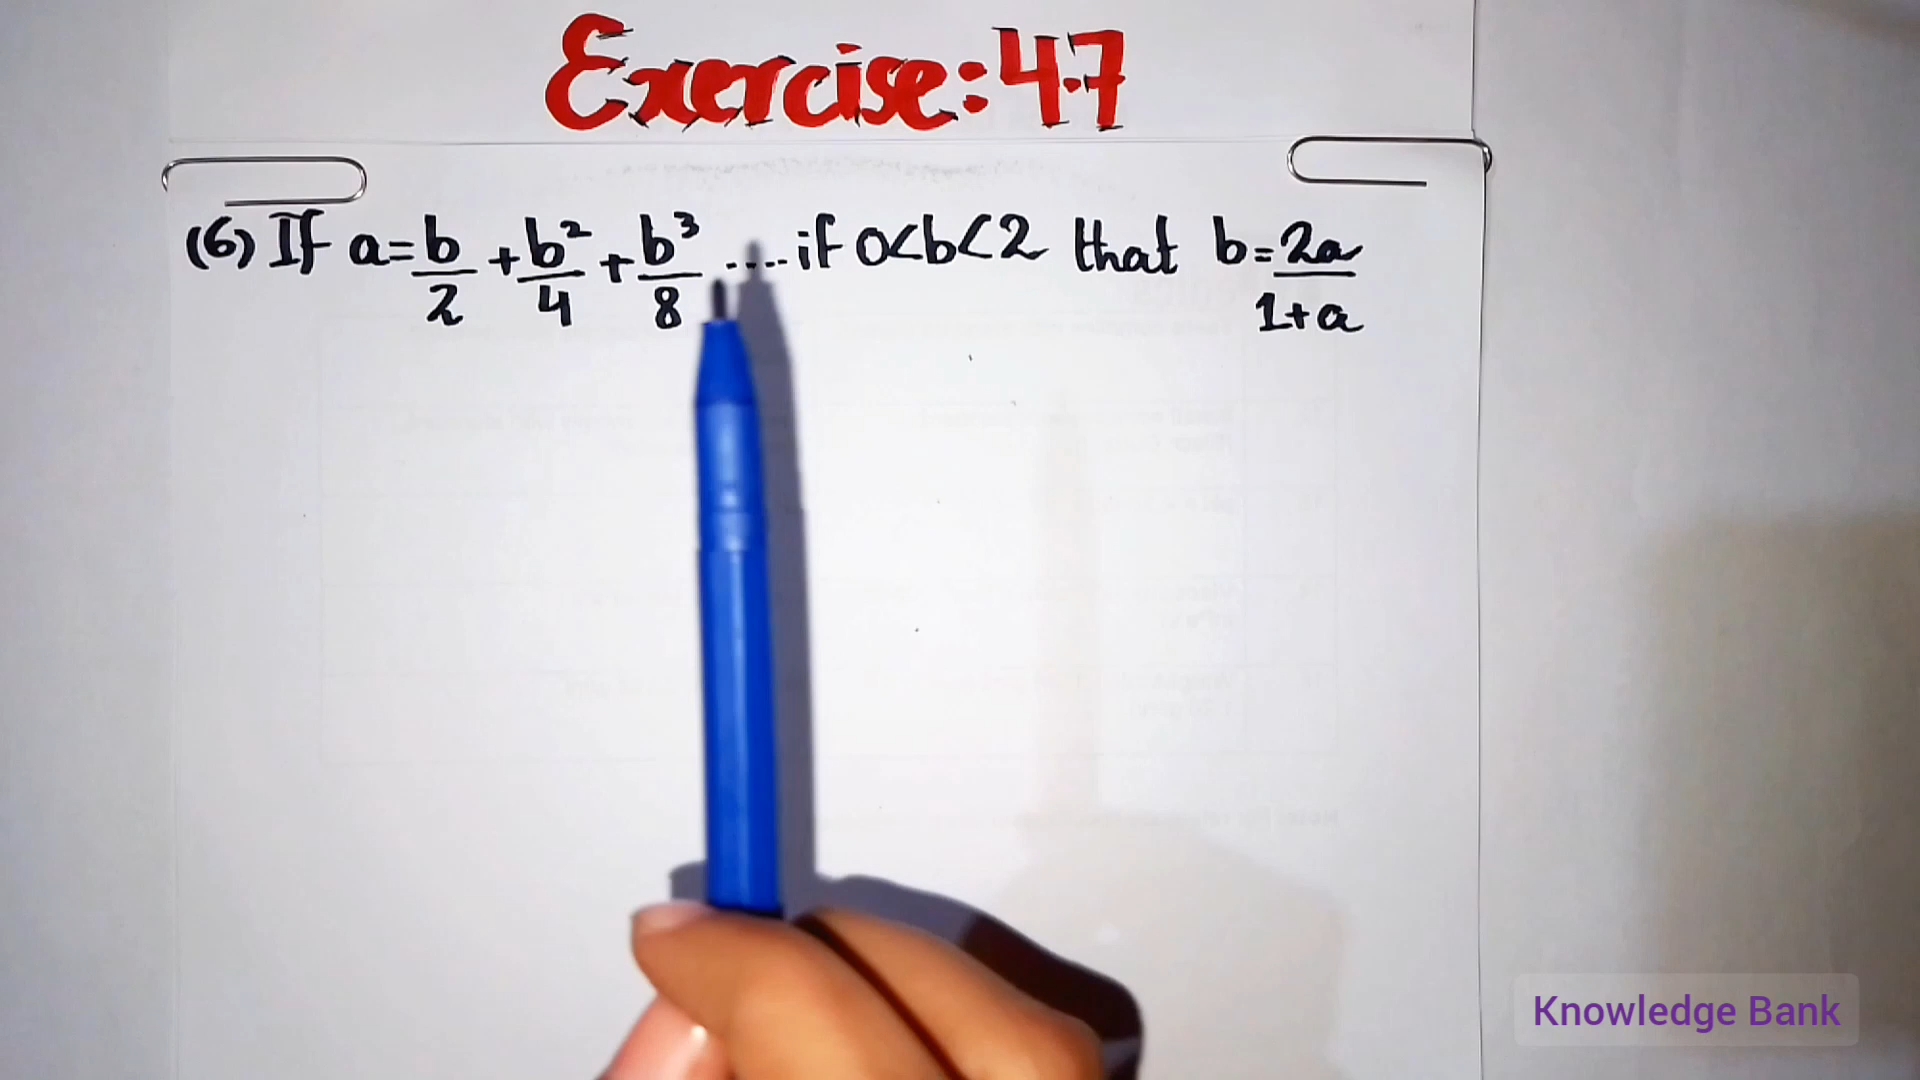 Exercise: 4.7
(6) If a = b/2 + b²/4 + b³/8 .... if 0<b<2 that b = 2a/1+a
Knowledge Bank